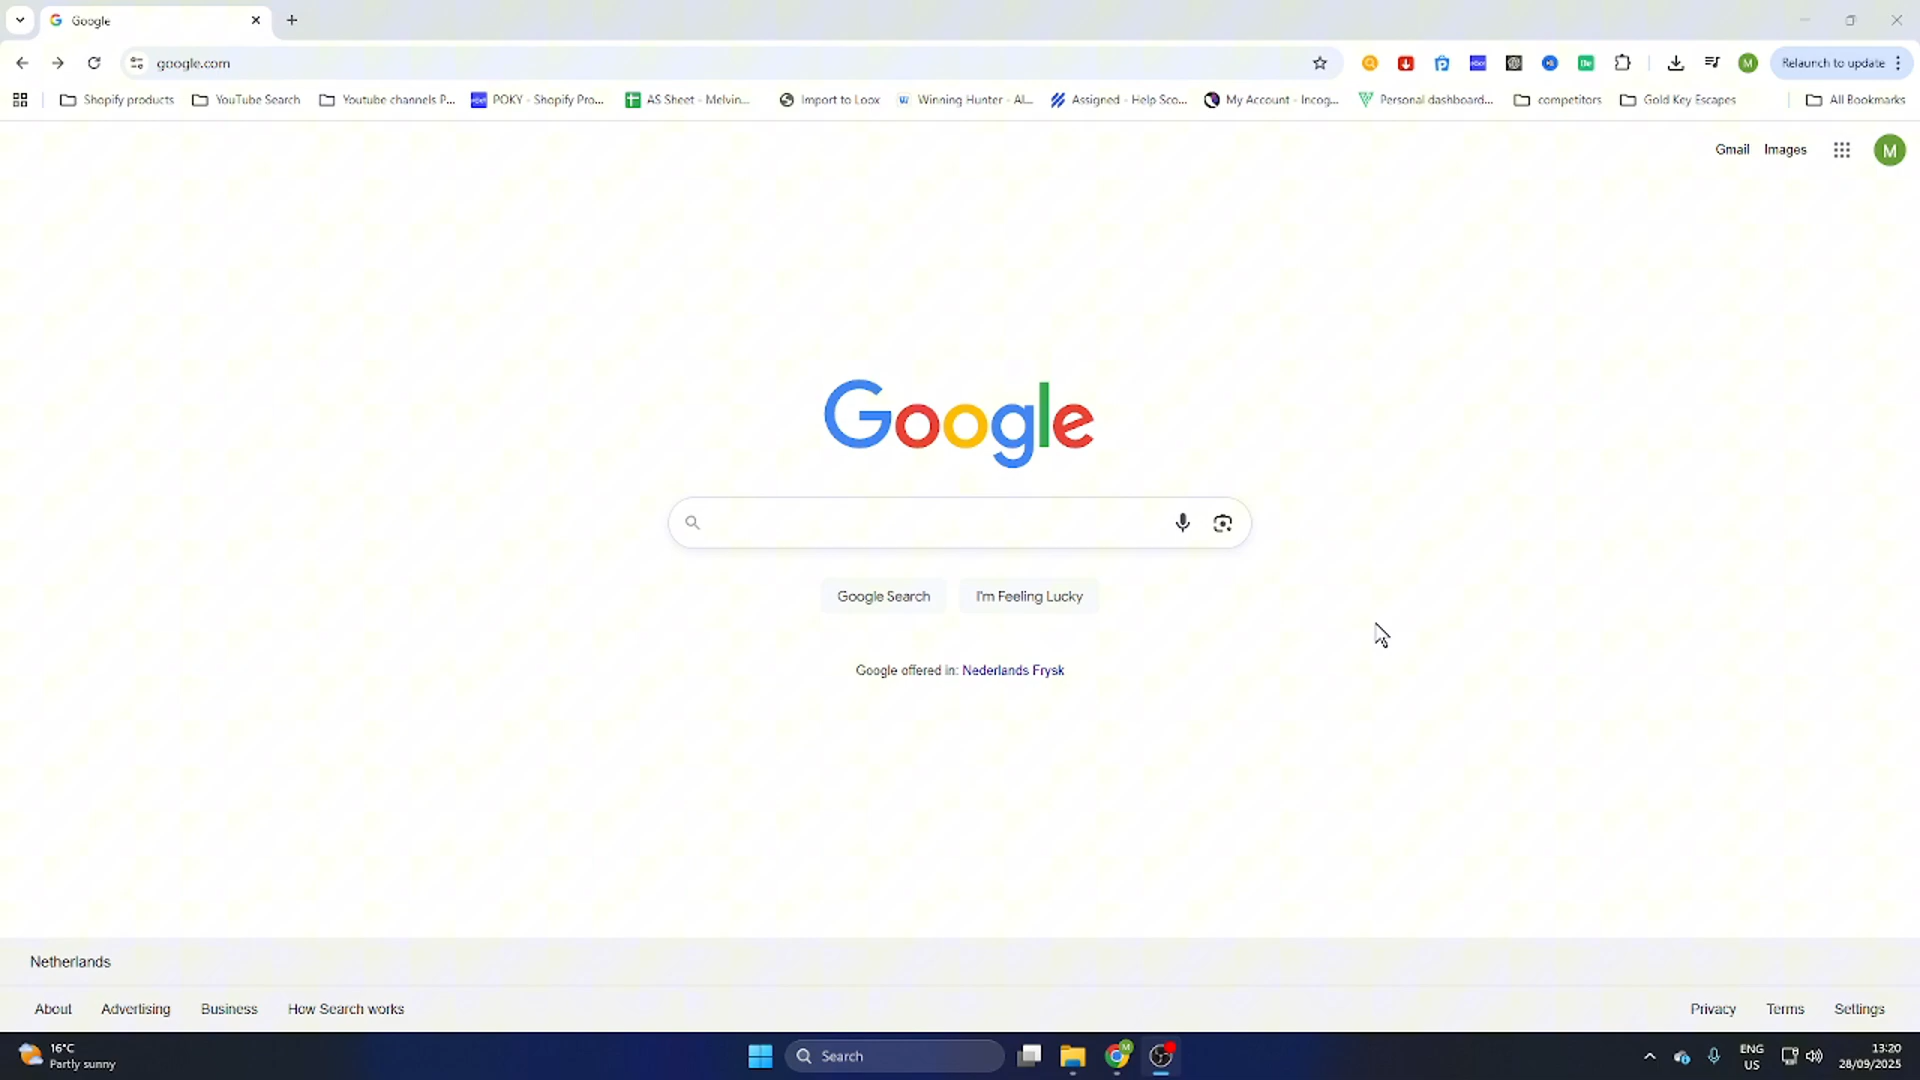 Google
google.com
Relaunch to update
Shopify products
YouTube Search
Youtube channels P...
POKY - Shopify Pro...
AS Sheet - Melvin...
Import to Loox
Winning Hunter - AI...
Assigned - Help Sco...
My Account - Incog...
Personal dashboard...
competitors
Gold Key Escapes
All Bookmarks
Gmail Images
M
Google
Google Search
I'm Feeling Lucky
Google offered in: Nederlands Frysk
Netherlands
About Advertising Business How Search works
Privacy Terms Settings
16°C
Partly sunny
Search
ENG
US
13:20
28/09/2025